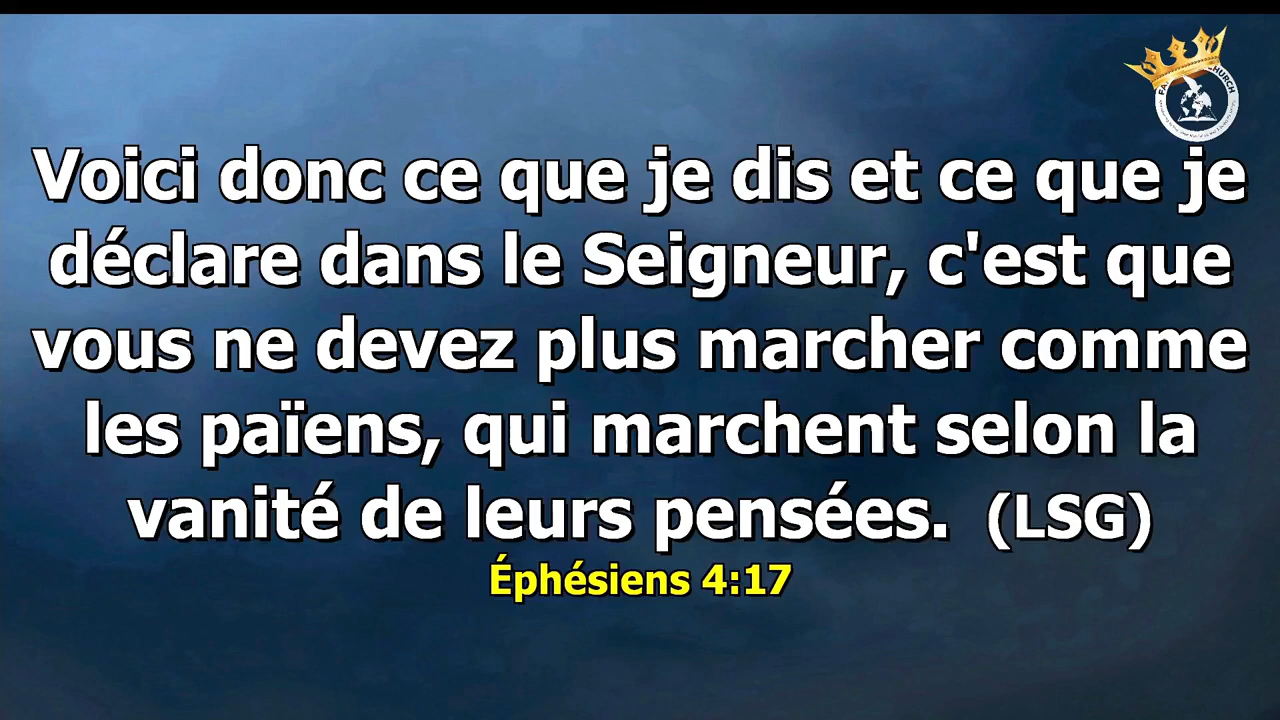 Voici donc ce que je dis et ce que je
déclare dans le Seigneur, c'est que
vous ne devez plus marcher comme
les païens, qui marchent selon la
vanité de leurs pensées. (LSG)
Éphésiens 4:17